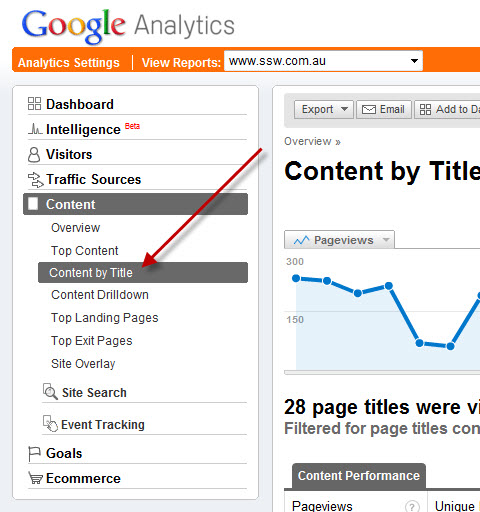 Google Analytics
Analytics Settings | View Reports: www.ssw.com.au
Dashboard
Intelligence Beta
Visitors
Traffic Sources
Content
Overview
Top Content
Content by Title
Content Drilldown
Top Landing Pages
Top Exit Pages
Site Overlay
Site Search
Event Tracking
Goals
Ecommerce
Export Email Add to Da
Overview »
Content by Title
Pageviews
300
150
28 page titles were vi
Filtered for page titles con
Content Performance
Pageviews ? Unique